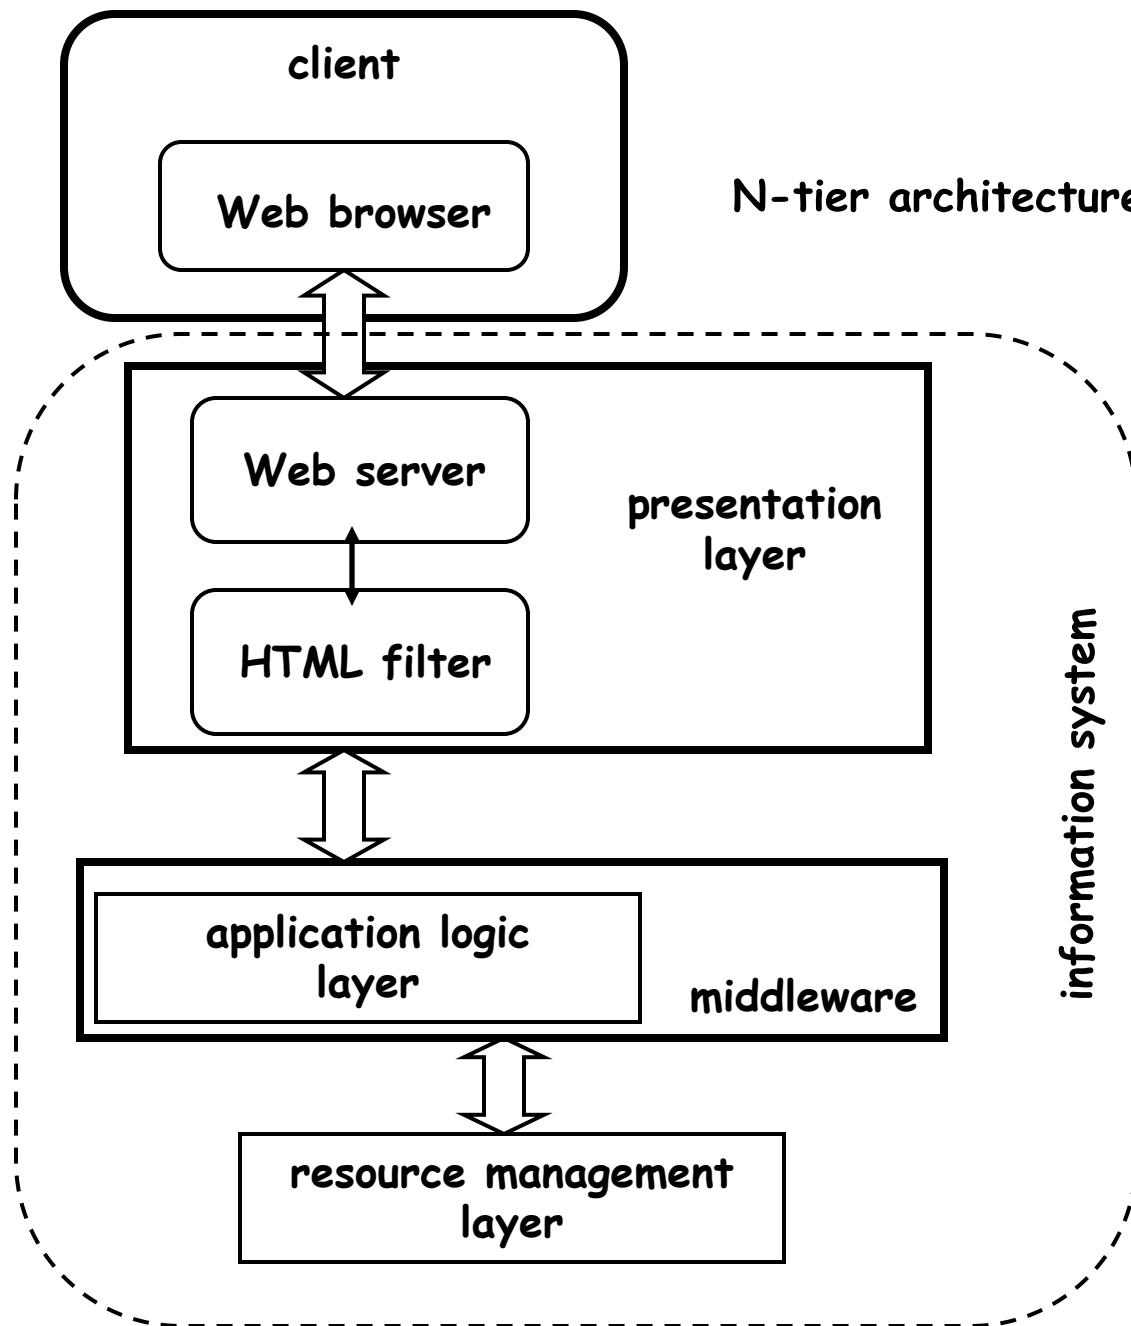 client
Web browser
N-tier architecture
Web server
presentation
layer
HTML filter
information system
application logic
layer
middleware
resource management
layer